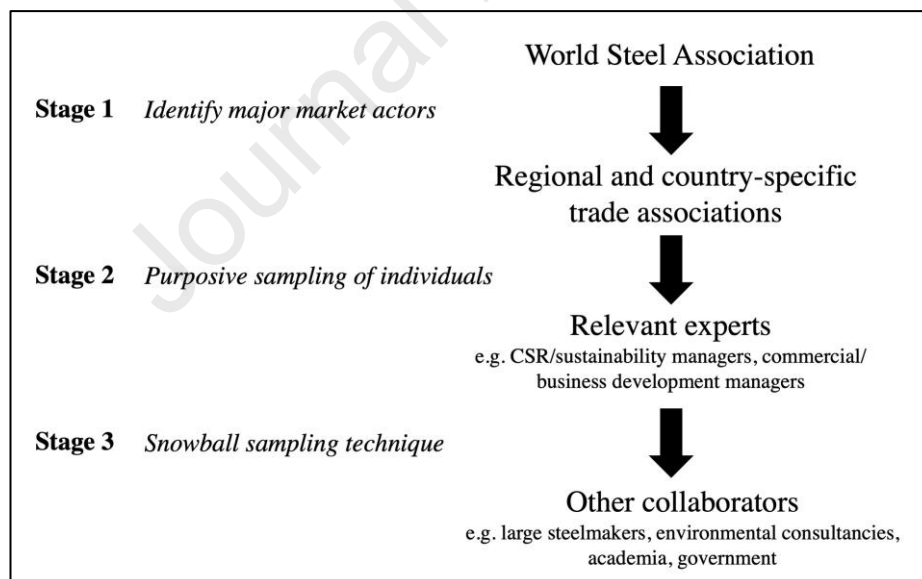 Journal
World Steel Association
Stage 1 Identify major market actors
Regional and country-specific
trade associations
Stage 2 Purposive sampling of individuals
Relevant experts
e.g. CSR/sustainability managers, commercial/
business development managers
Stage 3 Snowball sampling technique
Other collaborators
e.g. large steelmakers, environmental consultancies,
academia, government